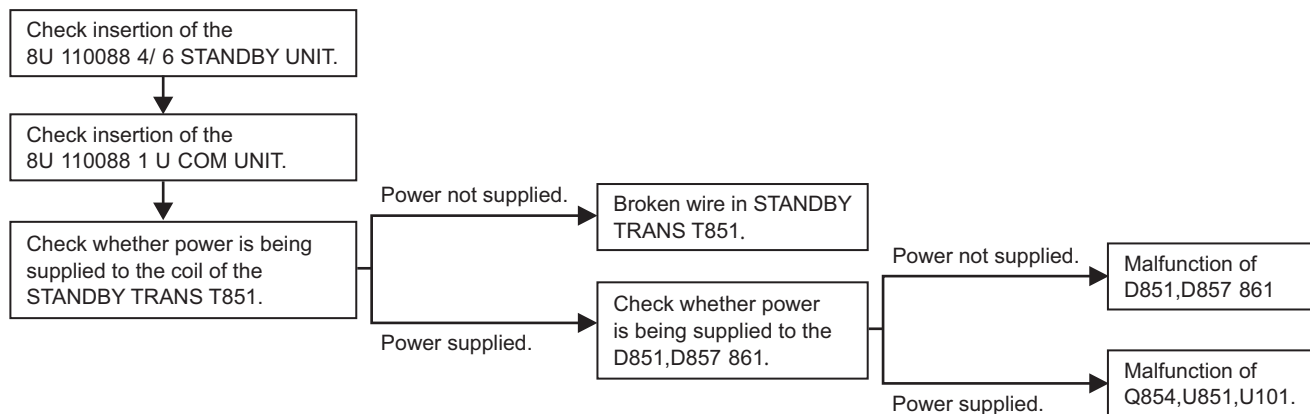 Check insertion of the
8U 110088 4/ 6 STANDBY UNIT.
Check insertion of the
8U 110088 1 U COM UNIT.
Check whether power is being
supplied to the coil of the
STANDBY TRANS T851.
Power not supplied.
Broken wire in STANDBY
TRANS T851.
Power supplied.
Check whether power
is being supplied to the
D851,D857 861.
Power not supplied.
Malfunction of
D851,D857 861
Power supplied.
Malfunction of
Q854,U851,U101.